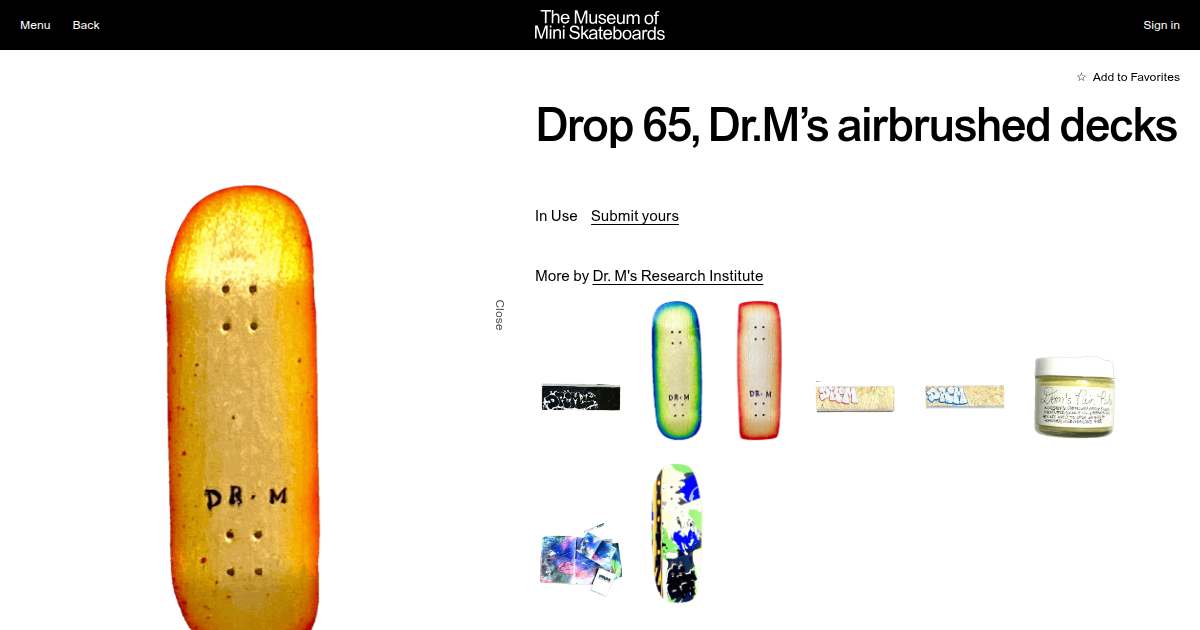 Menu
Back
The Museum of
Mini Skateboards
Sign in
☆ Add to Favorites
Drop 65, Dr.M’s airbrushed decks
In Use
Submit yours
More by Dr. M's Research Institute
Close
DR. M
DR. M
DR. M